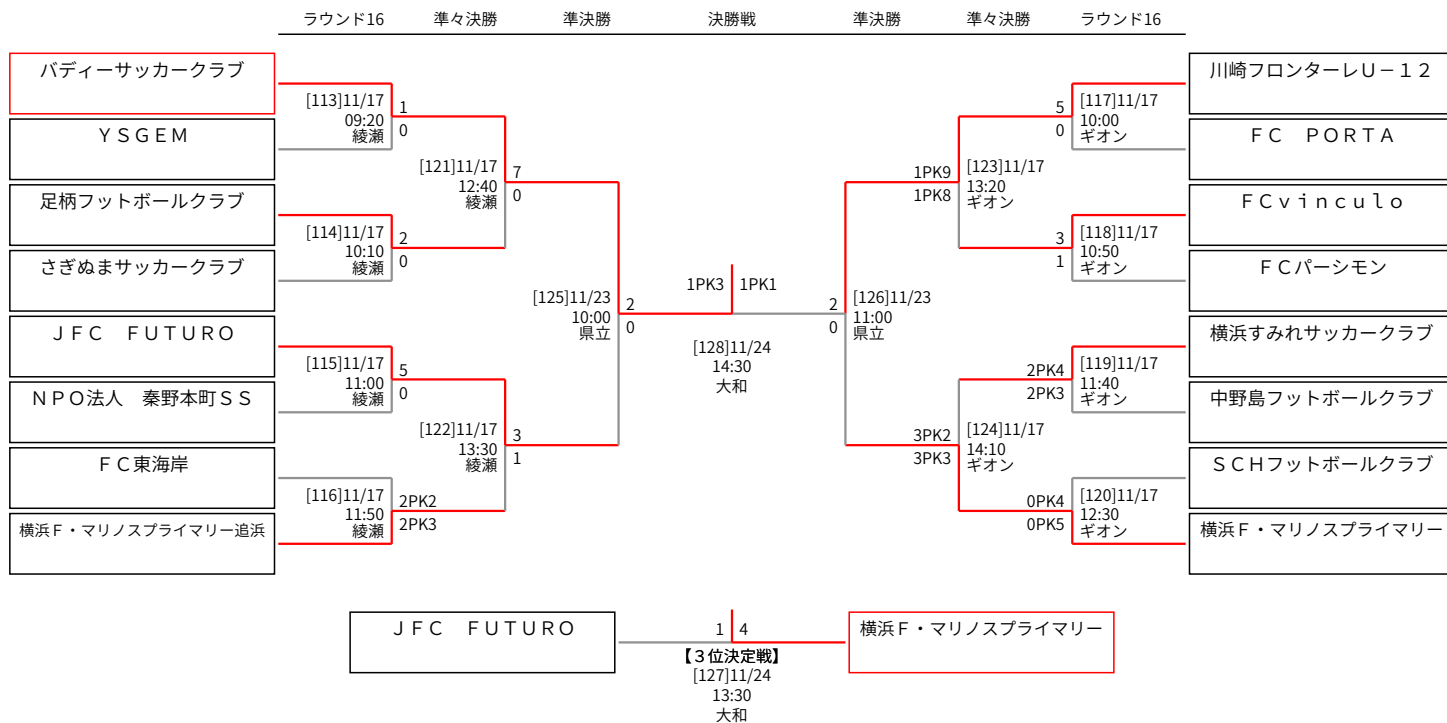 ラウンド16 準々決勝 準決勝 決勝戦 準決勝 準々決勝 ラウンド16
バディーサッカークラブ
ＹＳＧＥＭ
足柄フットボールクラブ
さぎぬまサッカークラブ
ＪＦＣ　ＦＵＴＵＲＯ
ＮＰＯ法人　秦野本町ＳＳ
ＦＣ東海岸
横浜Ｆ・マリノスプライマリー追浜
[113]11/17
09:20
綾瀬
1
0
[114]11/17
10:10
綾瀬
2
0
[115]11/17
11:00
綾瀬
5
0
[116]11/17
11:50
綾瀬
2PK2
2PK3
[121]11/17
12:40
綾瀬
7
0
[122]11/17
13:30
綾瀬
3
1
[125]11/23
10:00
県立
2
0
1PK3 1PK1
[128]11/24
14:30
大和
2
0
[126]11/23
11:00
県立
1PK9
1PK8
[123]11/17
13:20
ギオン
3PK2
3PK3
[124]11/17
14:10
ギオン
5
0
[117]11/17
10:00
ギオン
3
1
[118]11/17
10:50
ギオン
2PK4
2PK3
[119]11/17
11:40
ギオン
0PK4
0PK5
[120]11/17
12:30
ギオン
川崎フロンターレＵ－１２
ＦＣ　ＰＯＲＴＡ
ＦＣｖｉｎｃｕｌｏ
ＦＣパーシモン
横浜すみれサッカークラブ
中野島フットボールクラブ
ＳＣＨフットボールクラブ
横浜Ｆ・マリノスプライマリー
ＪＦＣ　ＦＵＴＵＲＯ
1 4
横浜Ｆ・マリノスプライマリー
【３位決定戦】
[127]11/24
13:30
大和